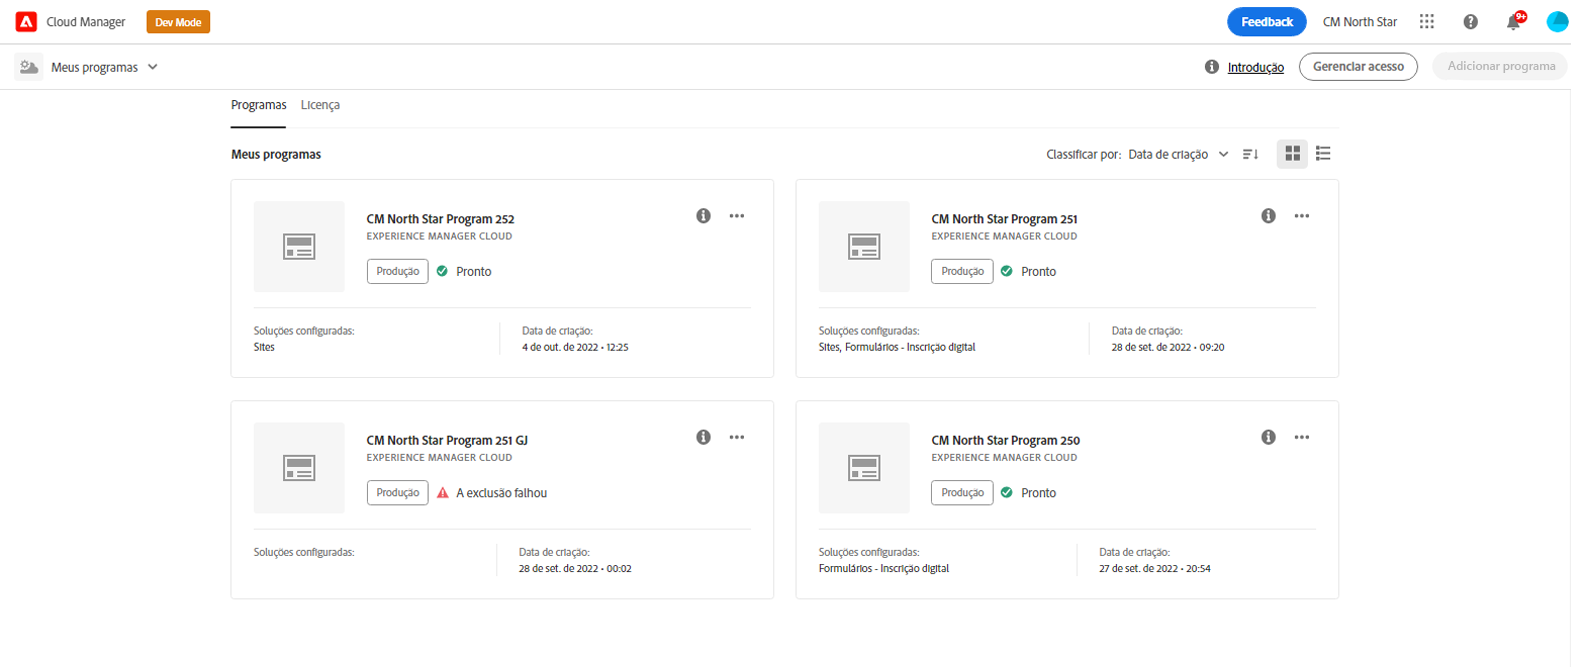 Cloud Manager Dev Mode Feedback CM North Star 9+
Meus programas Introdução Gerenciar acesso Adicionar programa
Programas Licença
Meus programas Classificar por: Data de criação
CM North Star Program 252
EXPERIENCE MANAGER CLOUD
Produção Pronto
Soluções configuradas: Data de criação:
Sites 4 de out. de 2022 • 12:25
CM North Star Program 251
EXPERIENCE MANAGER CLOUD
Produção Pronto
Soluções configuradas: Data de criação:
Sites, Formulários - Inscrição digital 28 de set. de 2022 • 09:20
CM North Star Program 251 GJ
EXPERIENCE MANAGER CLOUD
Produção A exclusão falhou
Soluções configuradas: Data de criação:
28 de set. de 2022 • 00:02
CM North Star Program 250
EXPERIENCE MANAGER CLOUD
Produção Pronto
Soluções configuradas: Data de criação:
Formulários - Inscrição digital 27 de set. de 2022 • 20:54